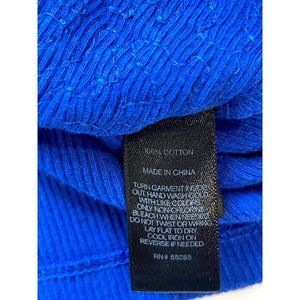 100% COTTON
MADE IN CHINA
TURN GARMENT INSIDE
OUT. HAND WASH COLD
WITH LIKE COLORS.
ONLY NON-CHLORINE
BLEACH WHEN NEEDED
DO NOT TWIST OR WRING
LAY FLAT TO DRY
COOL IRON ON
REVERSE IF NEEDED.
RN# 55285